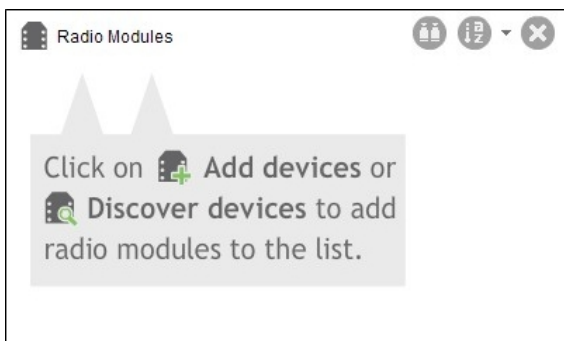 Radio Modules
Click on Add devices or
Discover devices to add
radio modules to the list.